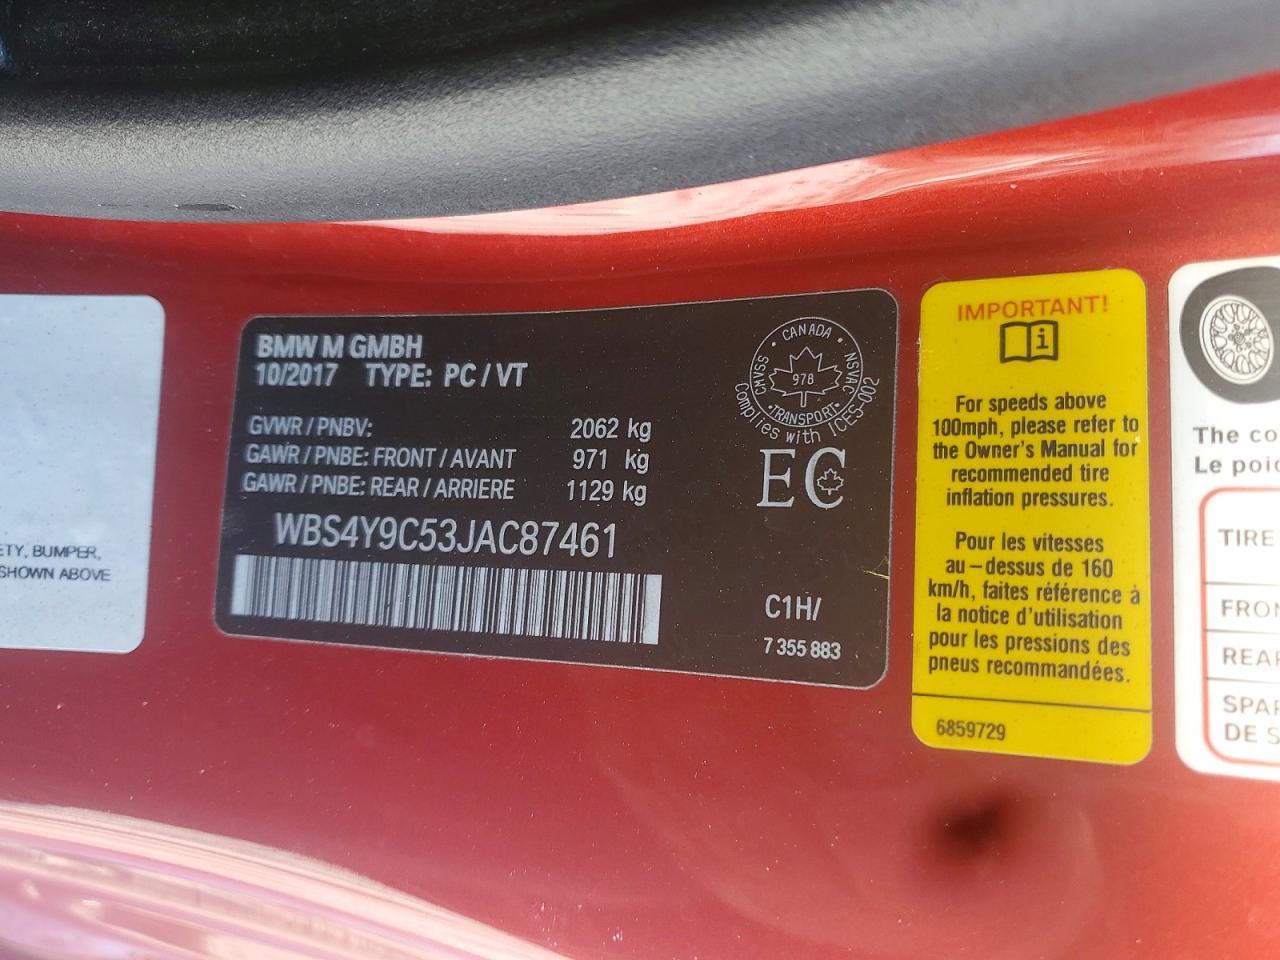 ETY, BUMPER,
SHOWN ABOVE
BMW M GMBH
10/2017 TYPE: PC / VT
GVWR / PNBV: 2062 kg
GAWR / PNBE: FRONT / AVANT 971 kg
GAWR / PNBE: REAR / ARRIERE 1129 kg
WBS4Y9C53JAC87461
CANADA
CMVSS
NSVAC
978
TRANSPORT
Complies with ICES-002
EC
C1H/
7 355 883
IMPORTANT!
i
For speeds above
100mph, please refer to
the Owner's Manual for
recommended tire
inflation pressures.
Pour les vitesses
au – dessus de 160
km/h, faites référence à
la notice d'utilisation
pour les pressions des
pneus recommandées.
6859729
The co
Le poid
TIRE
FRON
REAR
SPAR
DE S